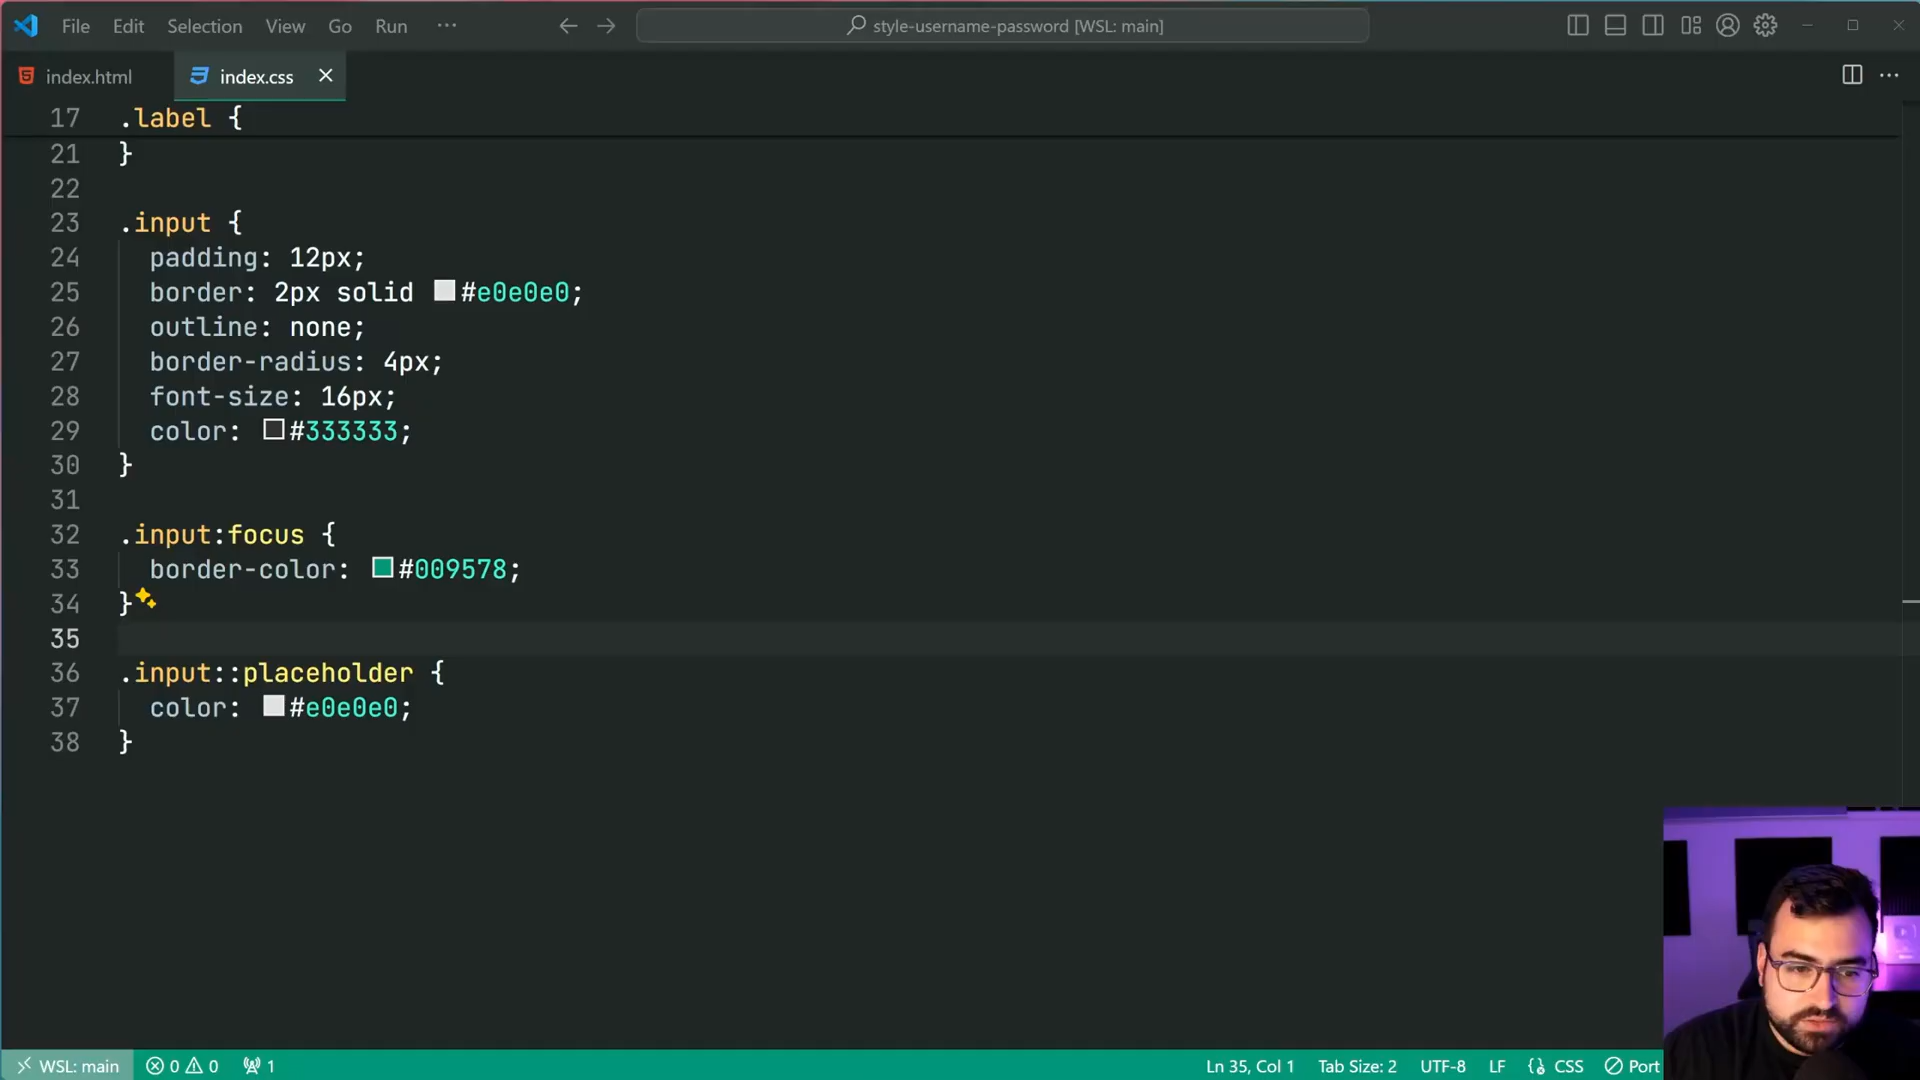 File Edit Selection View Go Run ···
style-username-password [WSL: main]
index.html index.css
17 .label {
21 }
22
23 .input {
24 padding: 12px;
25 border: 2px solid #e0e0e0;
26 outline: none;
27 border-radius: 4px;
28 font-size: 16px;
29 color: #333333;
30 }
31
32 .input:focus {
33 border-color: #009578;
34 }
35
36 .input::placeholder {
37 color: #e0e0e0;
38 }
WSL: main 0 0 1 Ln 35, Col 1 Tab Size: 2 UTF-8 LF CSS Port